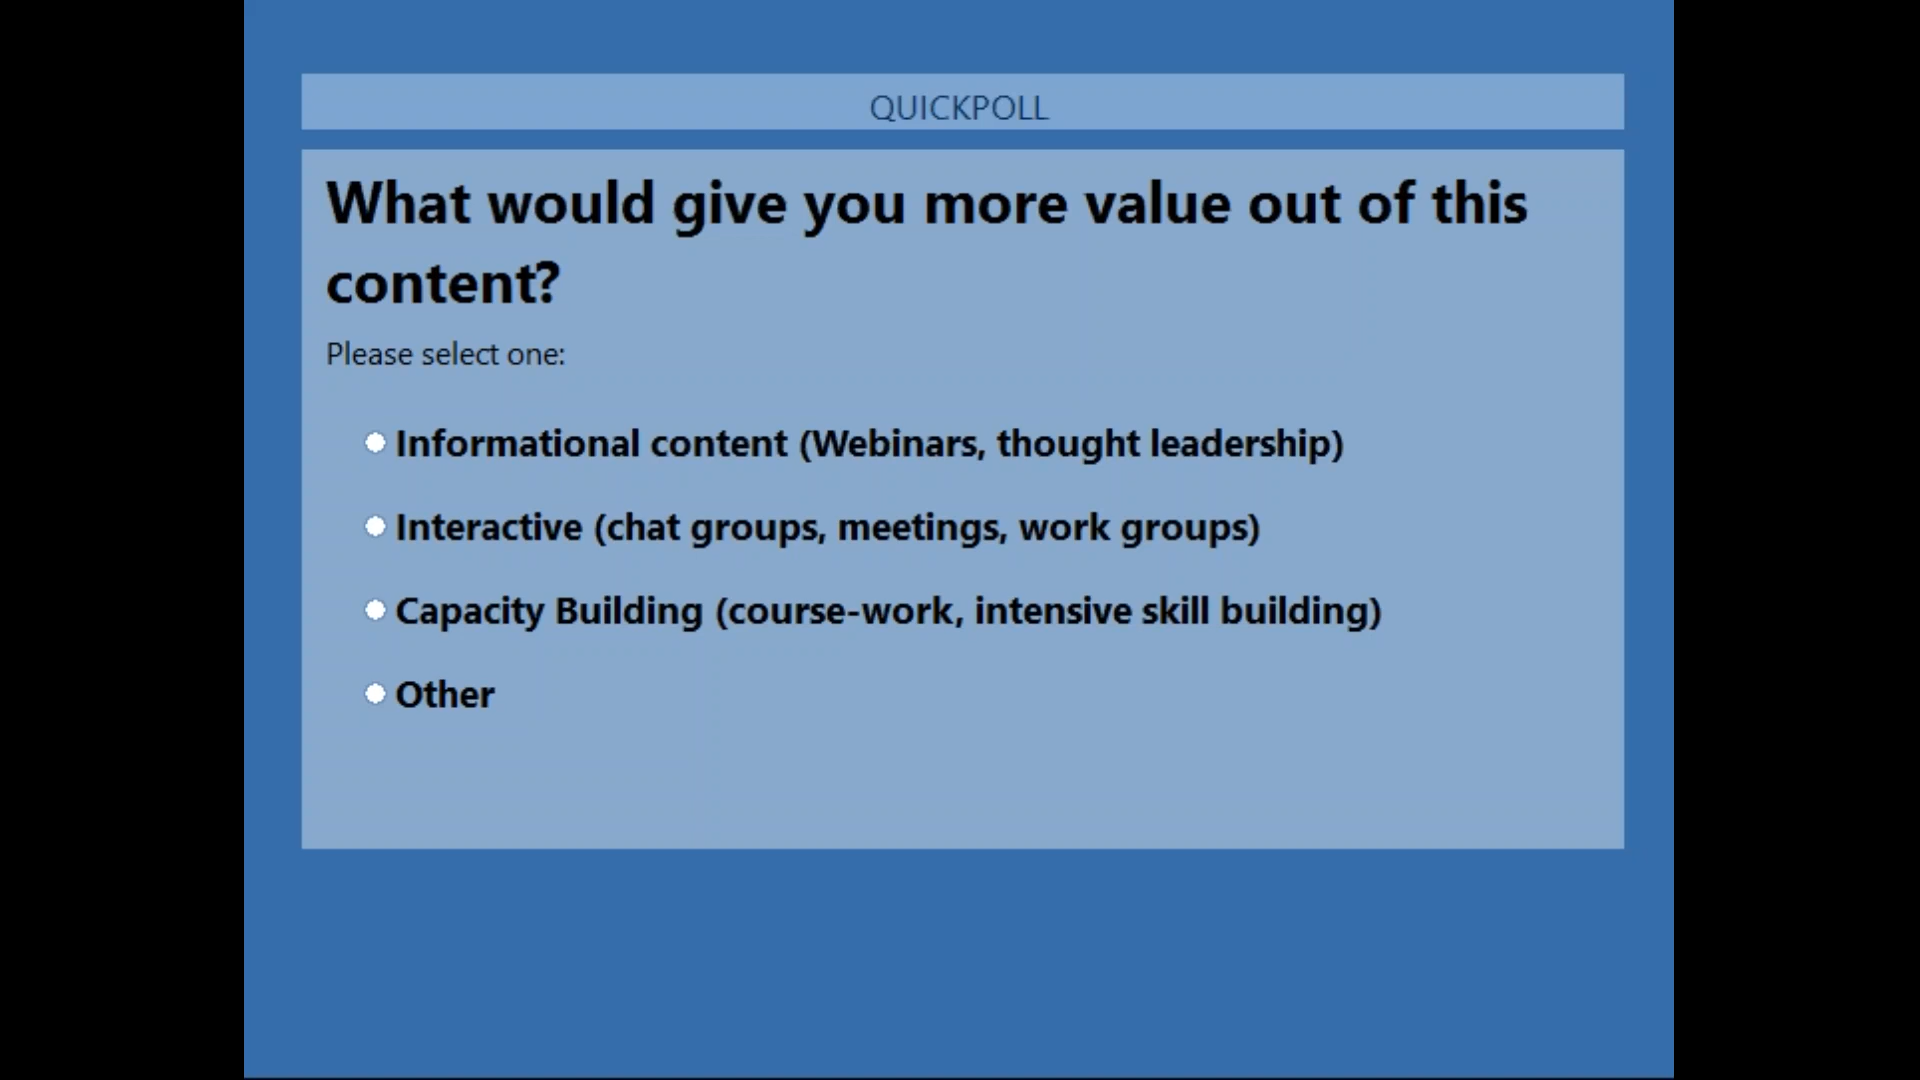 QUICKPOLL
What would give you more value out of this
content?
Please select one:
Informational content (Webinars, thought leadership)
Interactive (chat groups, meetings, work groups)
Capacity Building (course-work, intensive skill building)
Other